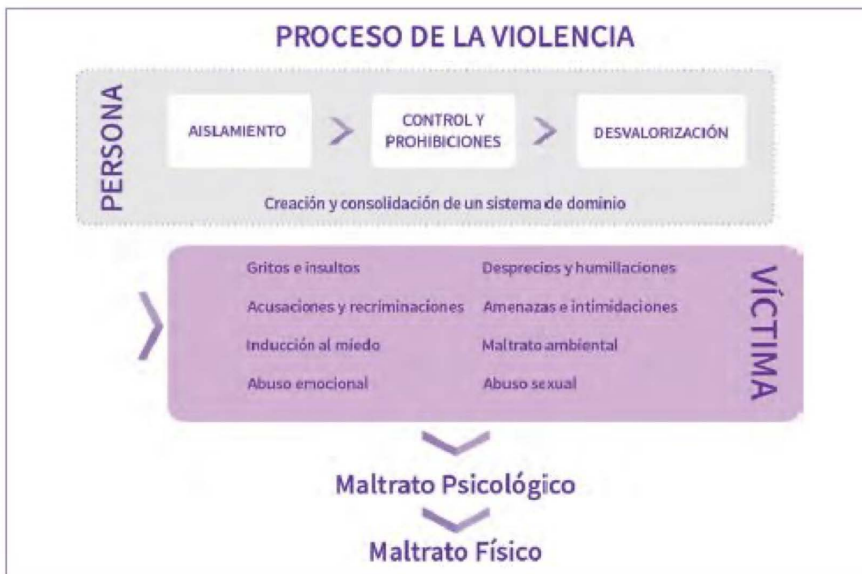 PROCESO DE LA VIOLENCIA
PERSONA
AISLAMIENTO
CONTROL Y
PROHIBICIONES
DESVALORIZACIÓN
Creación y consolidación de un sistema de dominio
Gritos e insultos
Desprecios y humillaciones
Acusaciones y recriminaciones
Amenazas e intimidaciones
Inducción al miedo
Maltrato ambiental
Abuso emocional
Abuso sexual
VÍCTIMA
Maltrato Psicológico
Maltrato Físico